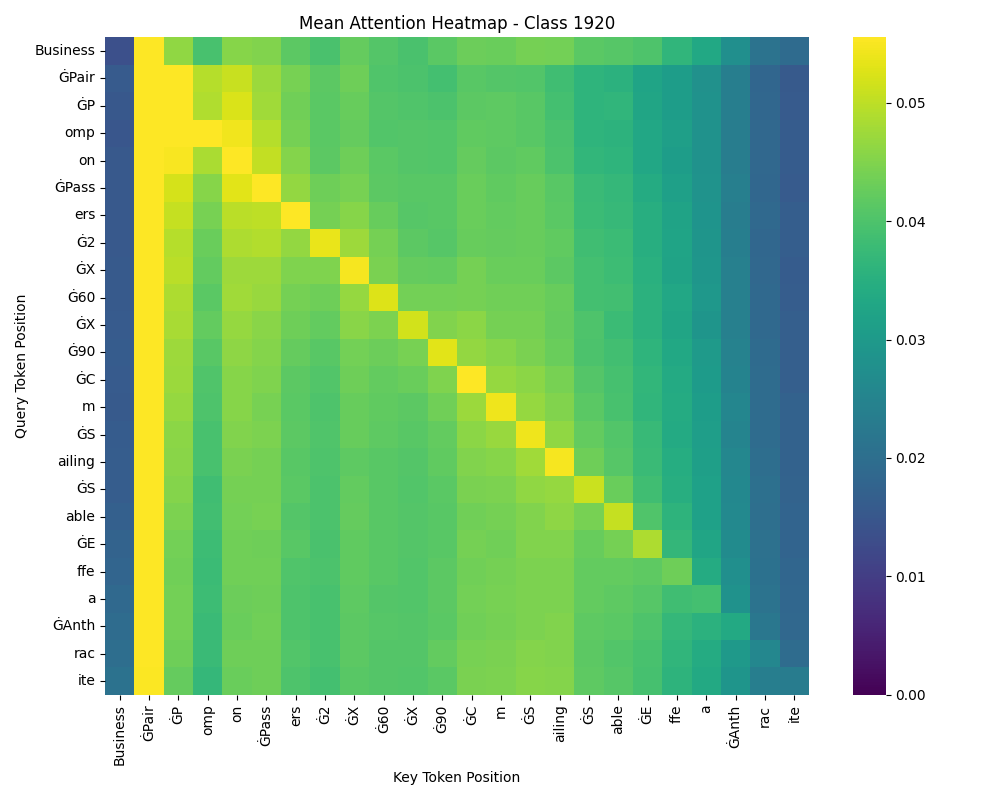 Mean Attention Heatmap - Class 1920
Query Token Position
Business
ĠPair
ĠP
omp
on
ĠPass
ers
Ġ2
ĠX
Ġ60
ĠX
Ġ90
ĠC
m
ĠS
ailing
ĠS
able
ĠE
ffe
a
ĠAnth
rac
ite
Business
ĠPair
ĠP
omp
on
ĠPass
ers
Ġ2
ĠX
Ġ60
ĠX
Ġ90
ĠC
m
ĠS
ailing
ĠS
able
ĠE
ffe
a
ĠAnth
rac
ite
Key Token Position
0.05
0.04
0.03
0.02
0.01
0.00